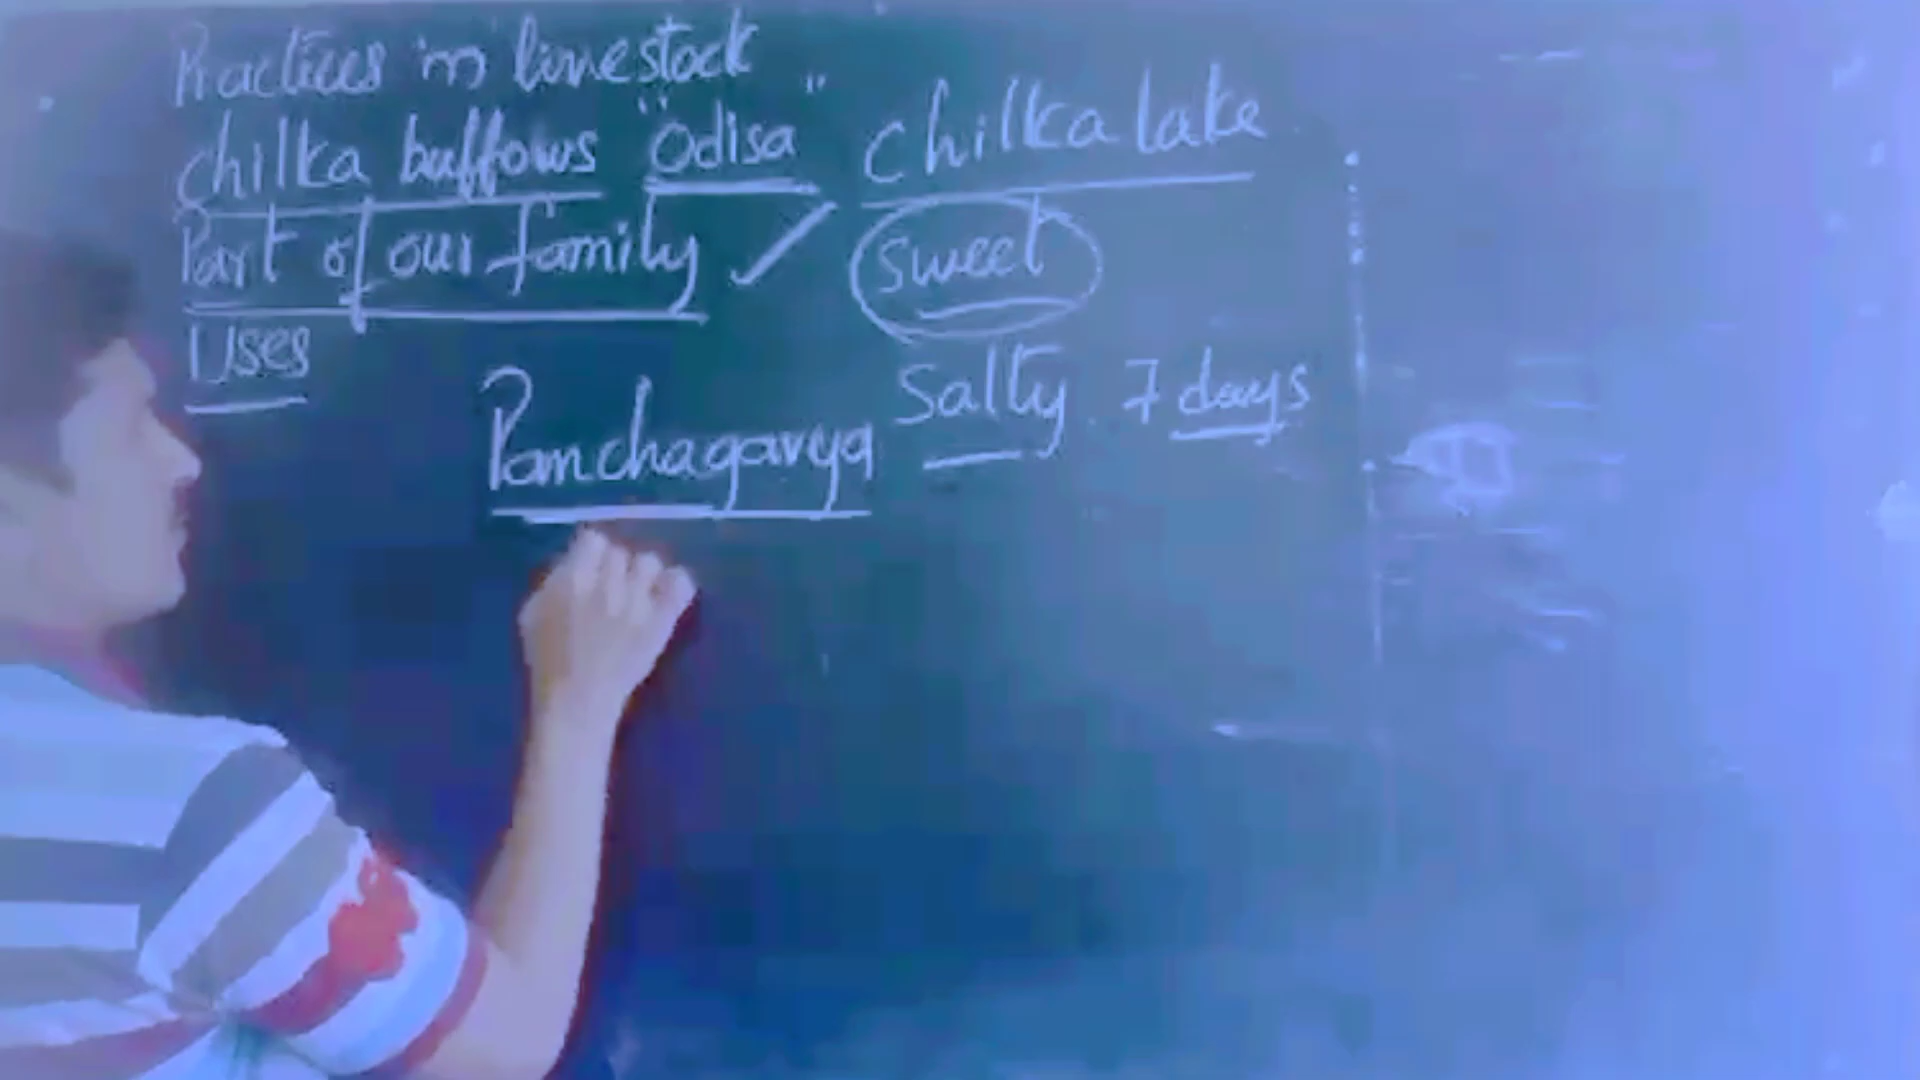 Practices in livestock
chilka buffows "odisa" chilka lake
Part of our family ✓ sweet
Uses
Salty 7 days
Panchagavya